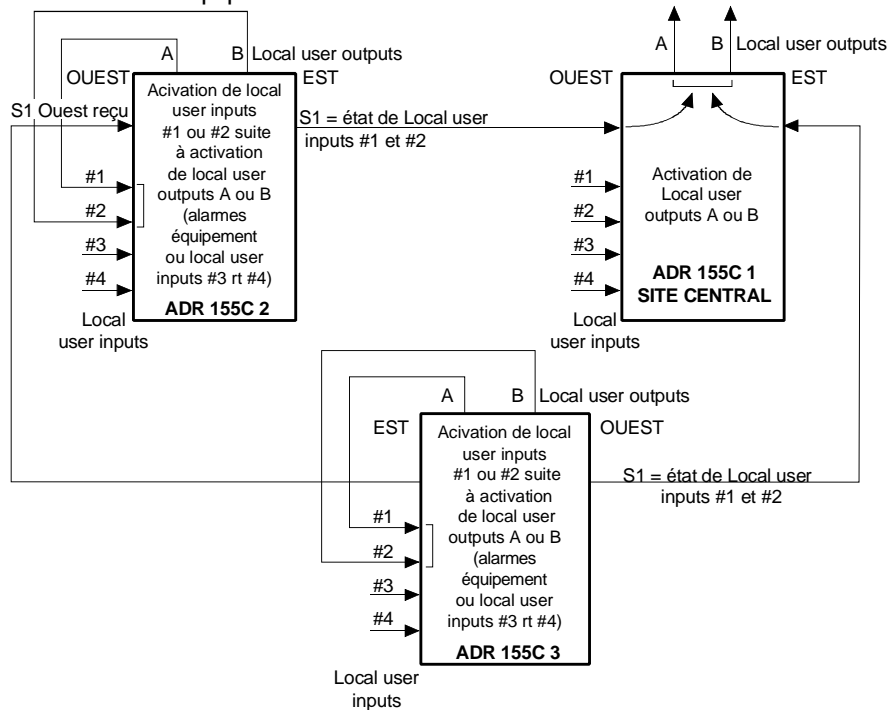 A
B
Local user outputs
OUEST
EST
S1 Ouest reçu
Acivation de local
user inputs
#1 ou #2 suite
à activation
de local user
outputs A ou B
(alarmes
équipement
ou local user
inputs #3 rt #4)
ADR 155C 2
#1
#2
#3
#4
Local
user inputs
S1 = état de Local user
inputs #1 et #2
A
B
Local user outputs
OUEST
EST
#1
#2
#3
#4
Local
user inputs
Activation de
Local user
outputs A ou B
ADR 155C 1
SITE CENTRAL
A
B
Local user outputs
EST
OUEST
Acivation de local
user inputs
#1 ou #2 suite
à activation
de local user
outputs A ou B
(alarmes
équipement
ou local user
inputs #3 rt #4)
ADR 155C 3
#1
#2
#3
#4
Local user
inputs
S1 = état de Local user
inputs #1 et #2